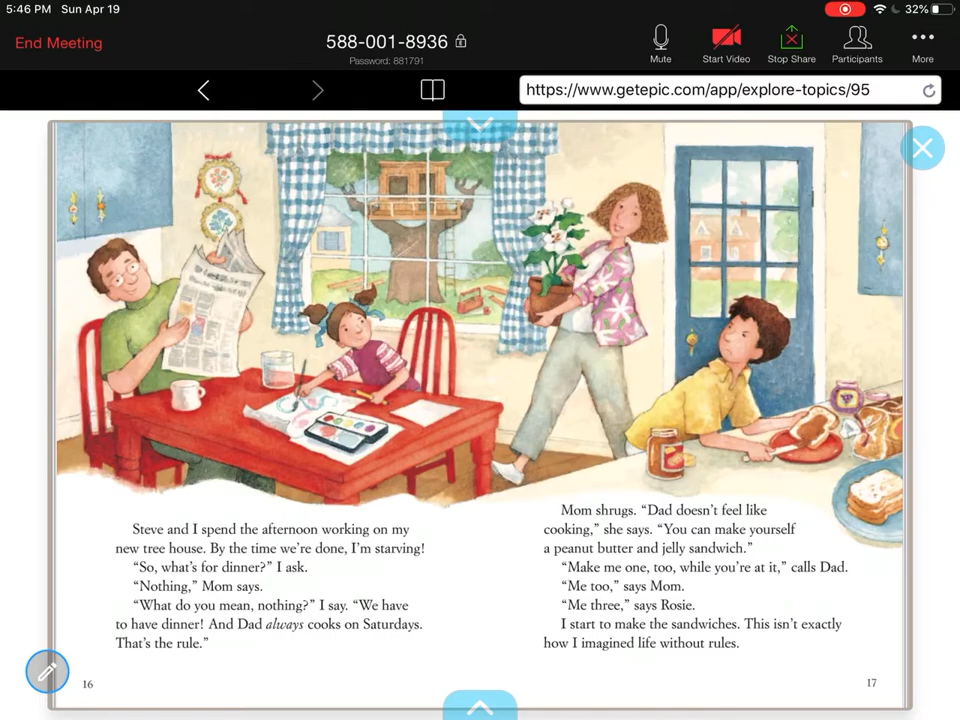 5:46 PM Sun Apr 19
32%
End Meeting
588-001-8936
Password: 881791
Mute
Start Video
Stop Share
Participants
More
https://www.getepic.com/app/explore-topics/95
Steve and I spend the afternoon working on my
new tree house. By the time we're done, I'm starving!
"So, what's for dinner?" I ask.
"Nothing," Mom says.
"What do you mean, nothing?" I say. "We have
to have dinner! And Dad always cooks on Saturdays.
That's the rule."
16
Mom shrugs. "Dad doesn't feel like
cooking," she says. "You can make yourself
a peanut butter and jelly sandwich."
"Make me one, too, while you're at it," calls Dad.
"Me too," says Mom.
"Me three," says Rosie.
I start to make the sandwiches. This isn't exactly
how I imagined life without rules.
17